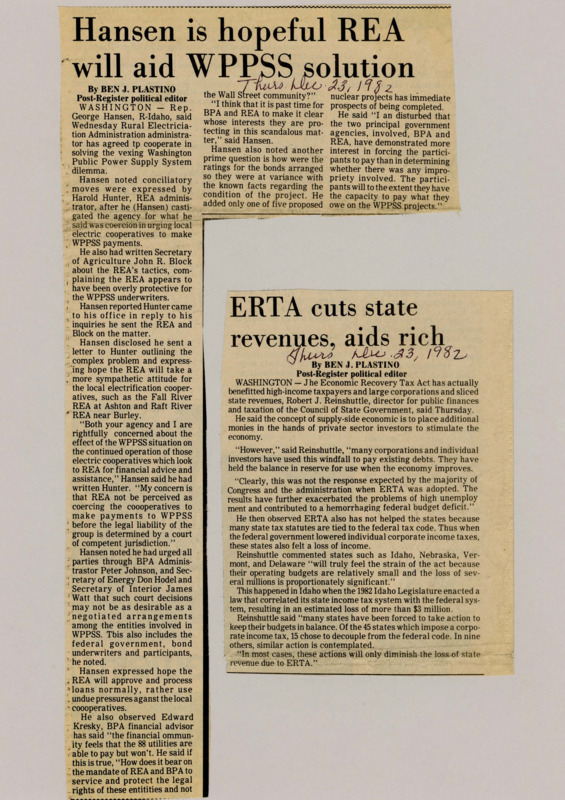 Hansen is hopeful REA
will aid WPPSS solution
Thurs Dec. 23, 1982
By BEN J. PLASTINO
Post-Register political editor
WASHINGTON — Rep.
George Hansen, R-Idaho, said
Wednesday Rural Electricia-
tion Administration administra-
tor has agreed tp cooperate in
solving the vexing Washington
Public Power Supply System
dilemma.
Hansen noted conciliatory
moves were expressed by
Harold Hunter, REA adminis-
trator, after he (Hansen) casti-
gated the agency for what he
said was coercion in urging local
electric cooperatives to make
WPPSS payments.
He also had written Secretary
of Agriculture John R. Block
about the REA's tactics, com-
plaining the REA appears to
have been overly protective for
the WPPSS underwriters.
Hansen reported Hunter came
to his office in reply to his
inquiries he sent the REA and
Block on the matter.
Hansen disclosed he sent a
letter to Hunter outlining the
complex problem and express-
ing hope the REA will take a
more sympathetic attitude for
the local electrification cooper-
atives, such as the Fall River
REA at Ashton and Raft River
REA near Burley.
"Both your agency and I are
rightfully concerned about the
effect of the WPPSS situation on
the continued operation of those
electric cooperatives which look
to REA for financial advice and
assistance," Hansen said he had
written Hunter. "My concern is
that REA not be perceived as
coercing the coooperatives to
make payments to WPPSS
before the legal liability of the
group is determined by a court
of competent jurisdiction."
Hansen noted he had urged all
parties through BPA Adminis-
trastor Peter Johnson, and Sec-
retary of Energy Don Hodel and
Secretary of Interior James
Watt that such court decisions
may not be as desirable as a
negotiated arrangements
among the entities involved in
WPPSS. This also includes the
federal government, bond
underwriters and participants,
he noted.
Hansen expressed hope the
REA will approve and process
loans normally, rather use
undue pressures aganst the local
coooperatives.
He also observed Edward
Kresky, BPA financial advisor
has said "the financial ommun-
ity feels that the 88 utilities are
able to pay but won't. He said if
this is true, "How does it bear on
the mandate of REA and BPA to
service and protect the legal
rights of these entities and not
the Wall Street community?"
"I think that it is past time for
BPA and REA to make it clear
whose interests they are pro-
tecting in this scandalous mat-
ter," said Hansen.
Hansen also noted another
prime question is how were the
ratings for the bonds arranged
so they were at variance with
the known facts regarding the
condition of the project. He
added only one of five proposed
nuclear projects has immediate
prospects of being completed.
He said "I an disturbed that
the two principal government
agencies, involved, BPA and
REA, have demonstrated more
interest in forcing the partici-
pants to pay than in determining
whether there was any impro-
priety involved. The partici-
pants will to the extent they have
the capacity to pay what they
owe on the WPPSS projects."
ERTA cuts state
revenues, aids rich
Thurs Dec. 23, 1982
By BEN J. PLASTINO
Post-Register political editor
WASHINGTON — The Economic Recovery Tax Act has actually
benefitted high-income taxpayers and large corporations and sliced
state revenues, Robert J. Reinshuttle, director for public finances
and taxation of the Council of State Government, said Thursday.
He said the concept of supply-side economic is to place additional
monies in the hands of private sector investors to stimulate the
economy.
"However," said Reinshuttle, "many corporations and individual
investors have used this windfall to pay existing debts. They have
held the balance in reserve for use when the economy improves.
"Clearly, this was not the response expected by the majority of
Congress and the administration when ERTA was adopted. The
results have further exacerbated the problems of high unemploy
ment and contributed to a hemorrhaging federal budget deficit."
He then observed ERTA also has not helped the states because
many state tax statutes are tied to the federal tax code. Thus when
the federal government lowered individual corporate income taxes,
these states also felt a loss of income.
Reinshuttle commented states such as Idaho, Nebraska, Ver-
mont, and Delaware "will truly feel the strain of the act because
their operating budgets are relatively small and the loss of sev-
eral millions is proportionately significant."
This happened in Idaho when the 1982 Idaho Legislature enacted a
law that correlated its state income tax system with the federal sys-
tem, resulting in an estimated loss of more than $3 million.
Reinshuttle said "many states have been forced to take action to
keep their budgets in balance. Of the 45 states which impose a corpo-
rate income tax, 15 chose to decouple from the federal code. In nine
others, similar action is contemplated.
"In most cases, these actions will only diminish the loss of state
revenue due to ERTA."